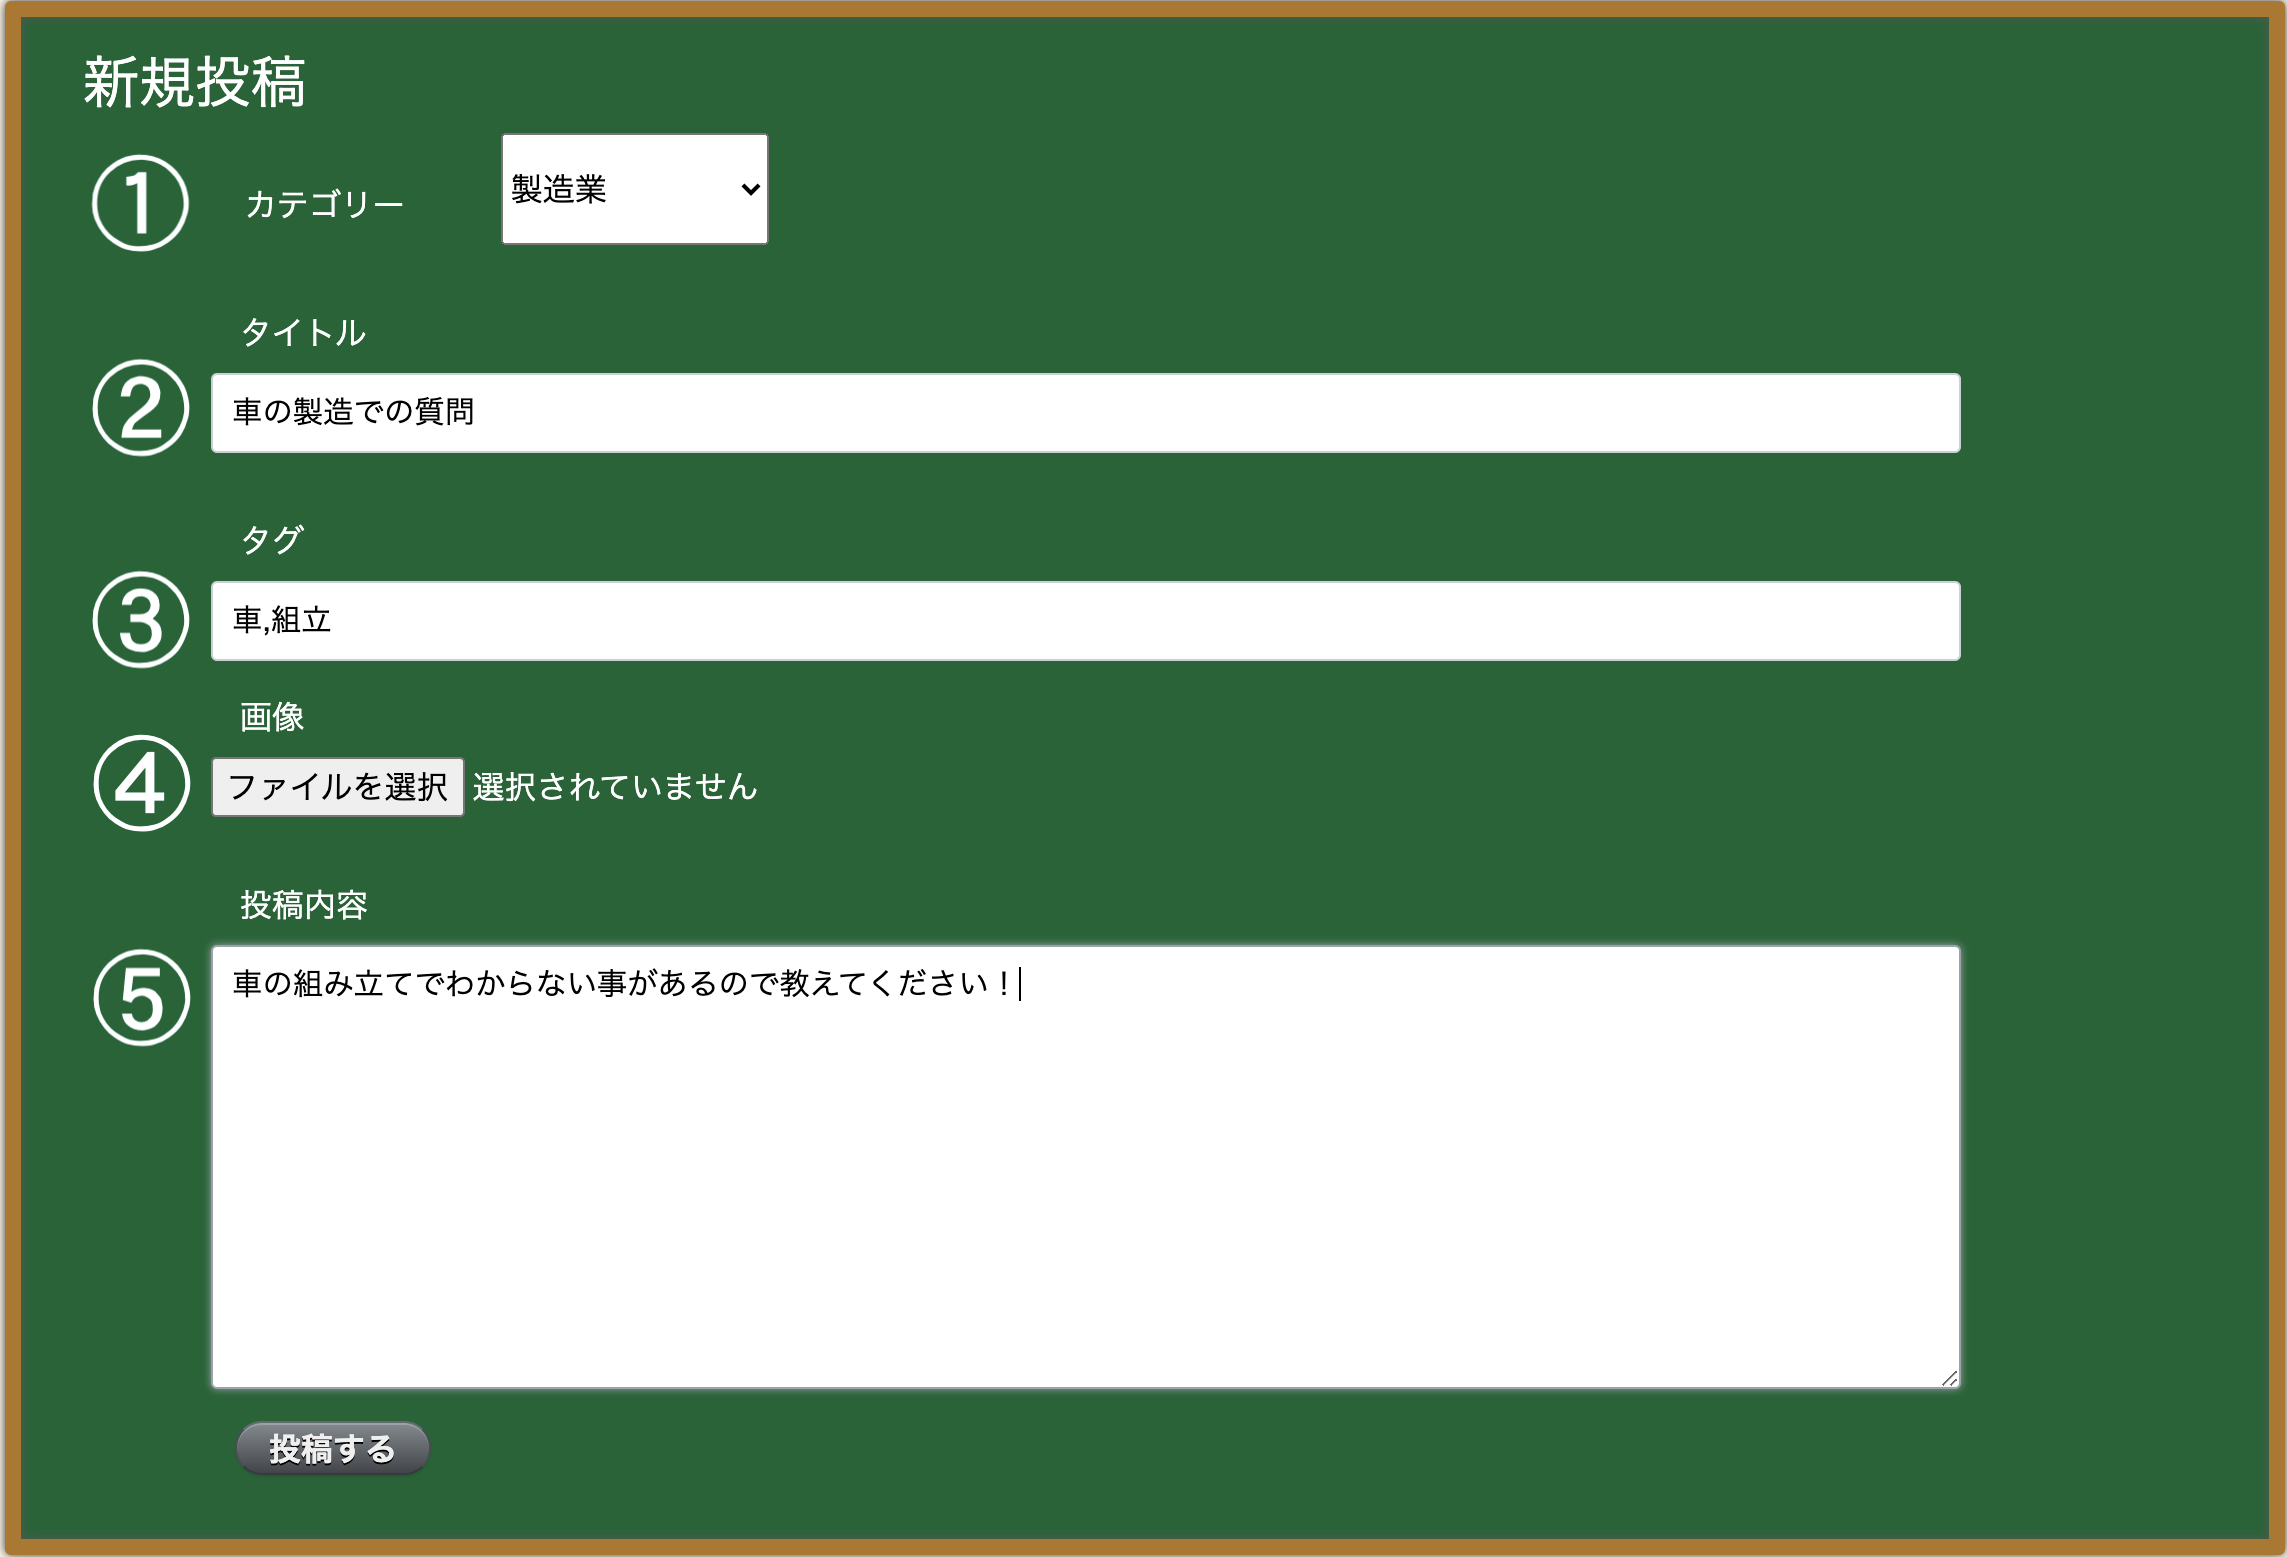 新規投稿
① カテゴリー 製造業
タイトル
② 車の製造での質問
タグ
③ 車,組立
画像
④ ファイルを選択 選択されていません
投稿内容
⑤ 車の組み立てでわからない事があるので教えてください！
投稿する